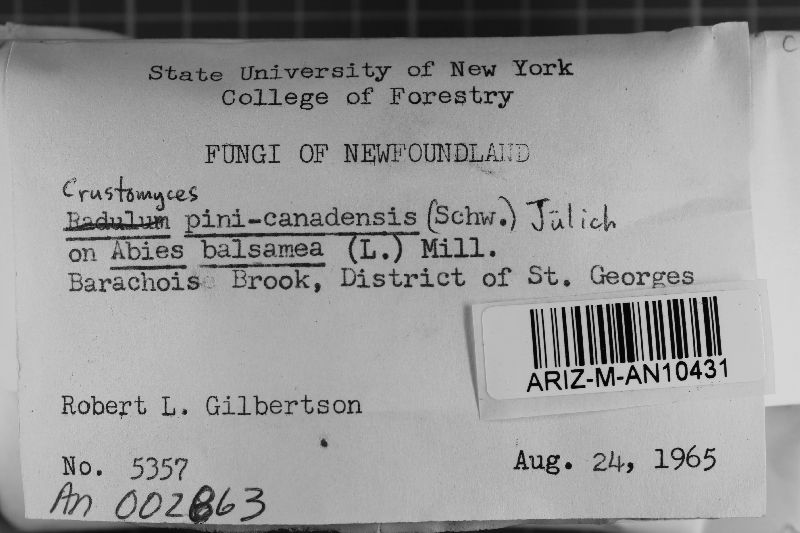 State University of New York
College of Forestry
FUNGI OF NEWFOUNDLAND
Crustomyces
Radulum pini-canadensis (Schw.) Jülich
on Abies balsamea (L.) Mill.
Barachois Brook, District of St. Georges
ARIZ-M-AN10431
Robert L. Gilbertson
No. 5357
Aug. 24, 1965
An 002863